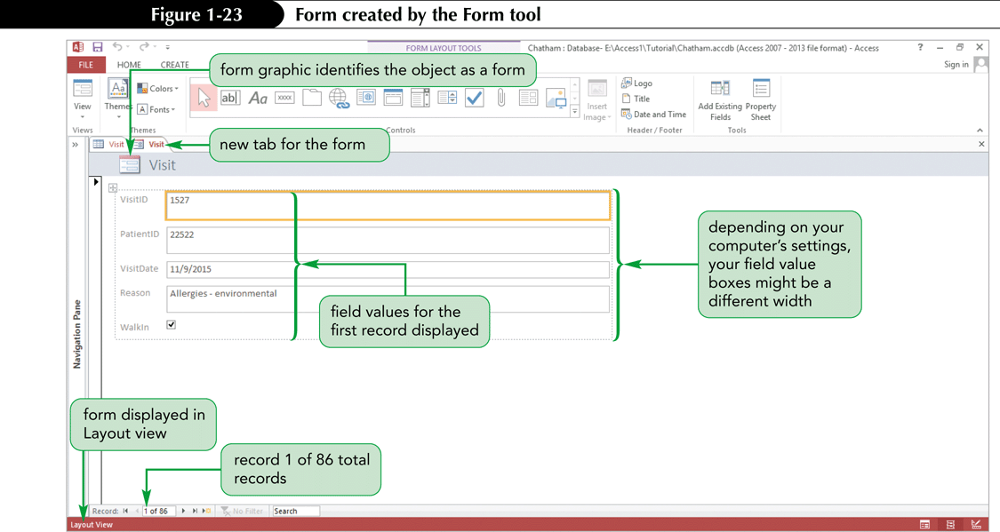 Figure 1-23 Form created by the Form tool
FORM LAYOUT TOOLS
Chatham : Database- E:\Access1\Tutorial\Chatham.accdb (Access 2007 - 2013 file format) - Access
?
FILE HOME CREATE
Sign in
form graphic identifies the object as a form
View
Themes
Colors
Fonts
ab|
Aa
xxxx
Insert
Image
Logo
Title
Date and Time
Add Existing
Fields
Property
Sheet
Views
Themes
Controls
Header / Footer
Tools
Visit
Visit
new tab for the form
Visit
VisitID 1527
PatientID 22522
VisitDate 11/9/2015
Reason Allergies - environmental
WalkIn
field values for the
first record displayed
depending on your
computer's settings,
your field value
boxes might be a
different width
Navigation Pane
form displayed in
Layout view
record 1 of 86 total
records
Record: 1 of 86 No Filter Search
Layout View